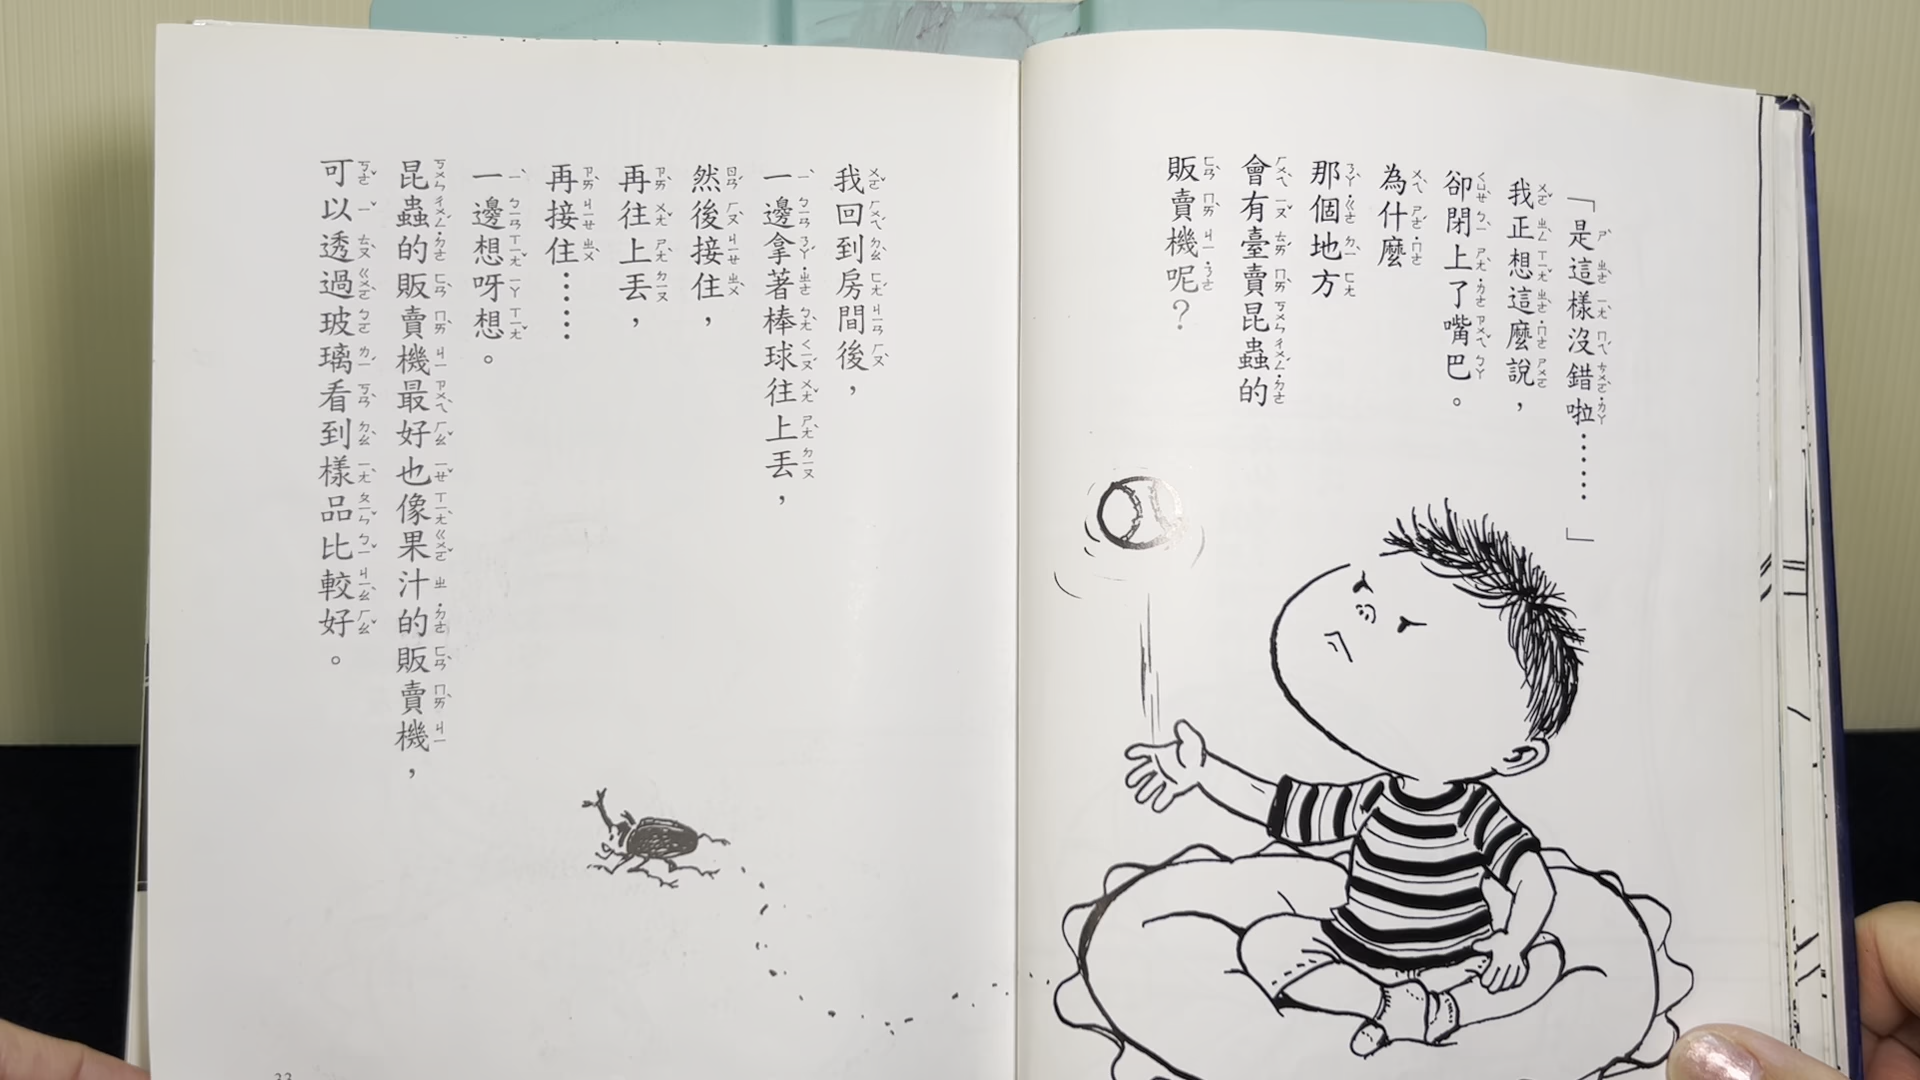 「是這樣沒錯啦……」
我正想這麼說，
卻閉上了嘴巴。
為什麼
那個地方
會有臺賣昆蟲的
販賣機呢？
我回到房間後，
一邊拿著棒球往上丟，
然後接住，
再往上丟，
再接住……
一邊想呀想。
昆蟲的販賣機最好也像果汁的販賣機，
可以透過玻璃看到樣品比較好。
33